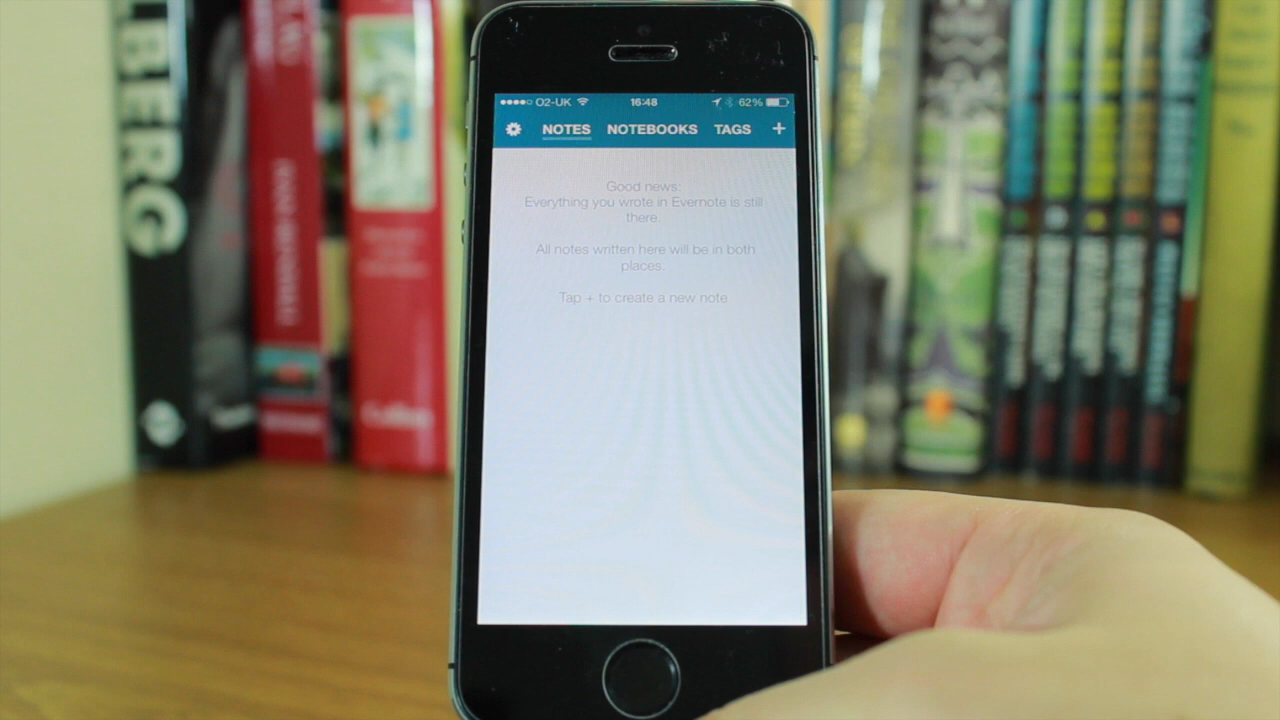 O2-UK 16:48 62%
NOTES NOTEBOOKS TAGS +
Good news:
Everything you wrote in Evernote is still
there.
All notes written here will be in both
places.
Tap + to create a new note
BERG
Collins